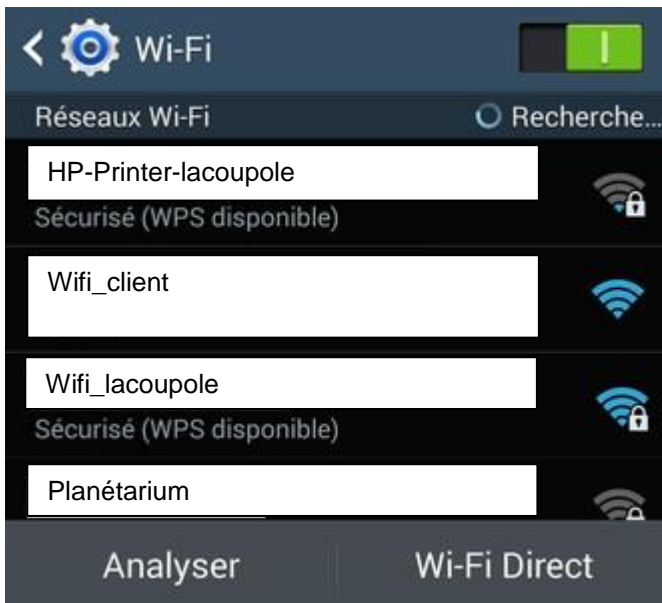 Wi-Fi
Réseaux Wi-Fi Recherche...
HP-Printer-lacoupole
Sécurisé (WPS disponible)
Wifi_client
Wifi_lacoupole
Sécurisé (WPS disponible)
Planétarium
Analyser Wi-Fi Direct